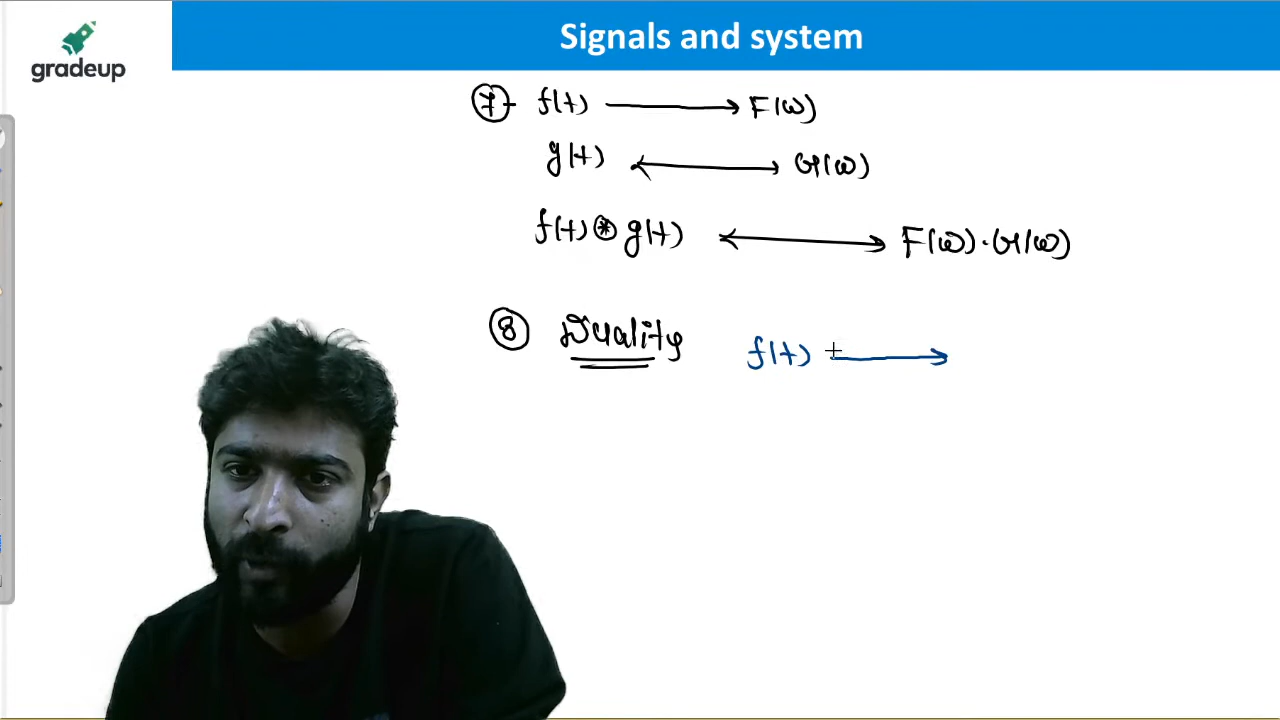 gradeup
Signals and system
⑦- f(t) ⟶ F(ω)
g(t) ⟷ G(ω)
f(t) ⊛ g(t) ⟷ F(ω)·G(ω)
⑧ Duality f(t) ⟶